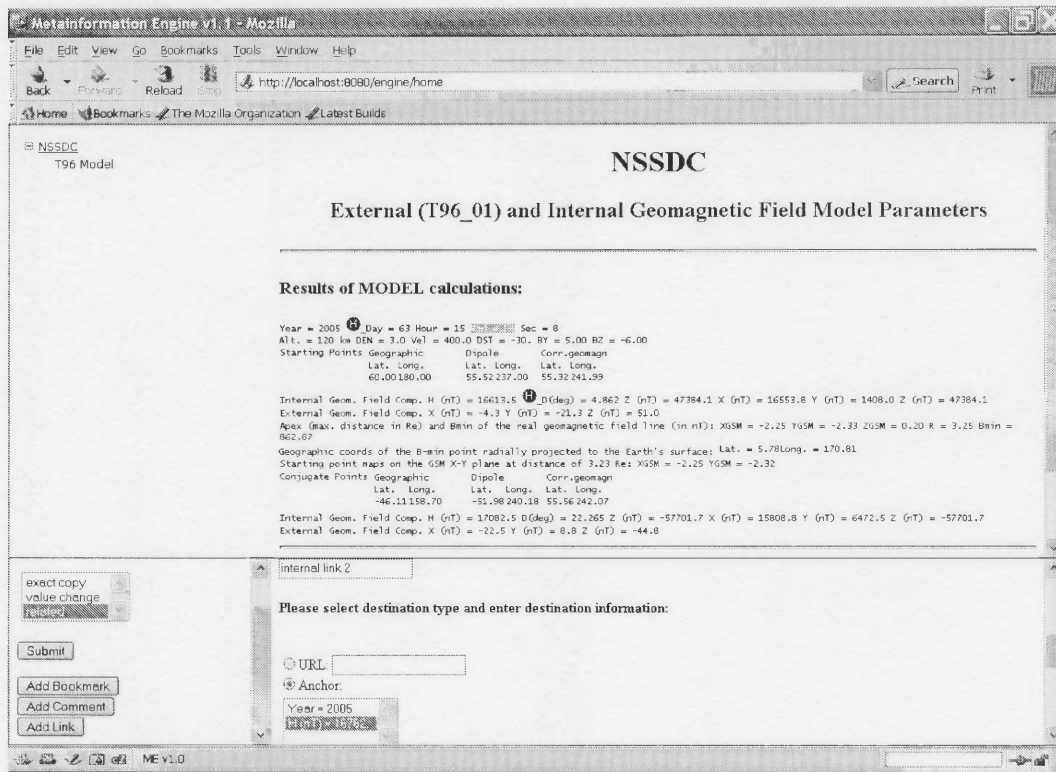 Metainformation Engine v1.1 - Mozilla
File Edit View Go Bookmarks Tools Window Help
Back Forward Reload Stop http://localhost:8080/engine/home Search Print
Home Bookmarks The Mozilla Organization Latest Builds
NSSDC
T96 Model
NSSDC
External (T96_01) and Internal Geomagnetic Field Model Parameters
Results of MODEL calculations:
Year = 2005 H_Day = 63 Hour = 15 Sec = 8
Alt. = 120 km DEN = 3.0 Vel = 400.0 DST = -30. BY = 5.00 BZ = -6.00
Starting Points Geographic Dipole Corr.geomagn
Lat. Long. Lat. Long. Lat. Long.
60.00 180.00 55.52 237.00 55.32 241.99
Internal Geom. Field Comp. H (nT) = 16613.5 H_D(deg) = 4.862 Z (nT) = 47384.1 X (nT) = 16553.8 Y (nT) = 1408.0 Z (nT) = 47384.1
External Geom. Field Comp. X (nT) = -4.3 Y (nT) = -21.3 Z (nT) = 51.0
Apex (max. distance in Re) and Bmin of the real geomagnetic field line (in nT): XGSM = -2.25 YGSM = -2.33 ZGSM = 0.20 R = 3.25 Bmin =
862.87
Geographic coords of the B-min point radially projected to the Earth's surface: Lat. = 5.78Long. = 170.81
Starting point maps on the GSM X-Y plane at distance of 3.23 Re: XGSM = -2.25 YGSM = -2.32
Conjugate Points Geographic Dipole Corr.geomagn
Lat. Long. Lat. Long. Lat. Long.
-46.11 158.70 -51.98 240.18 55.56 242.07
Internal Geom. Field Comp. H (nT) = 17082.5 D(deg) = 22.265 Z (nT) = -57701.7 X (nT) = 15808.8 Y (nT) = 6472.5 Z (nT) = -57701.7
External Geom. Field Comp. X (nT) = -22.5 Y (nT) = 8.8 Z (nT) = -44.8
exact copy
value change
related
Submit
Add Bookmark
Add Comment
Add Link
internal link 2
Please select destination type and enter destination information:
URL:
Anchor:
Year = 2005
ME v1.0